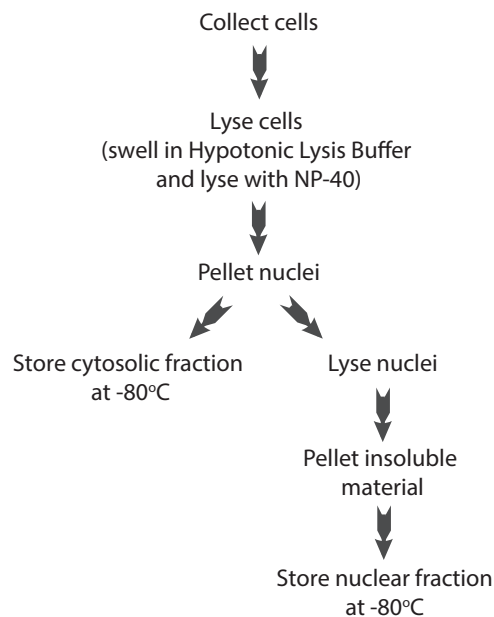 Collect cells
Lyse cells
(swell in Hypotonic Lysis Buffer
and lyse with NP-40)
Pellet nuclei
Store cytosolic fraction
at -80°C
Lyse nuclei
Pellet insoluble
material
Store nuclear fraction
at -80°C